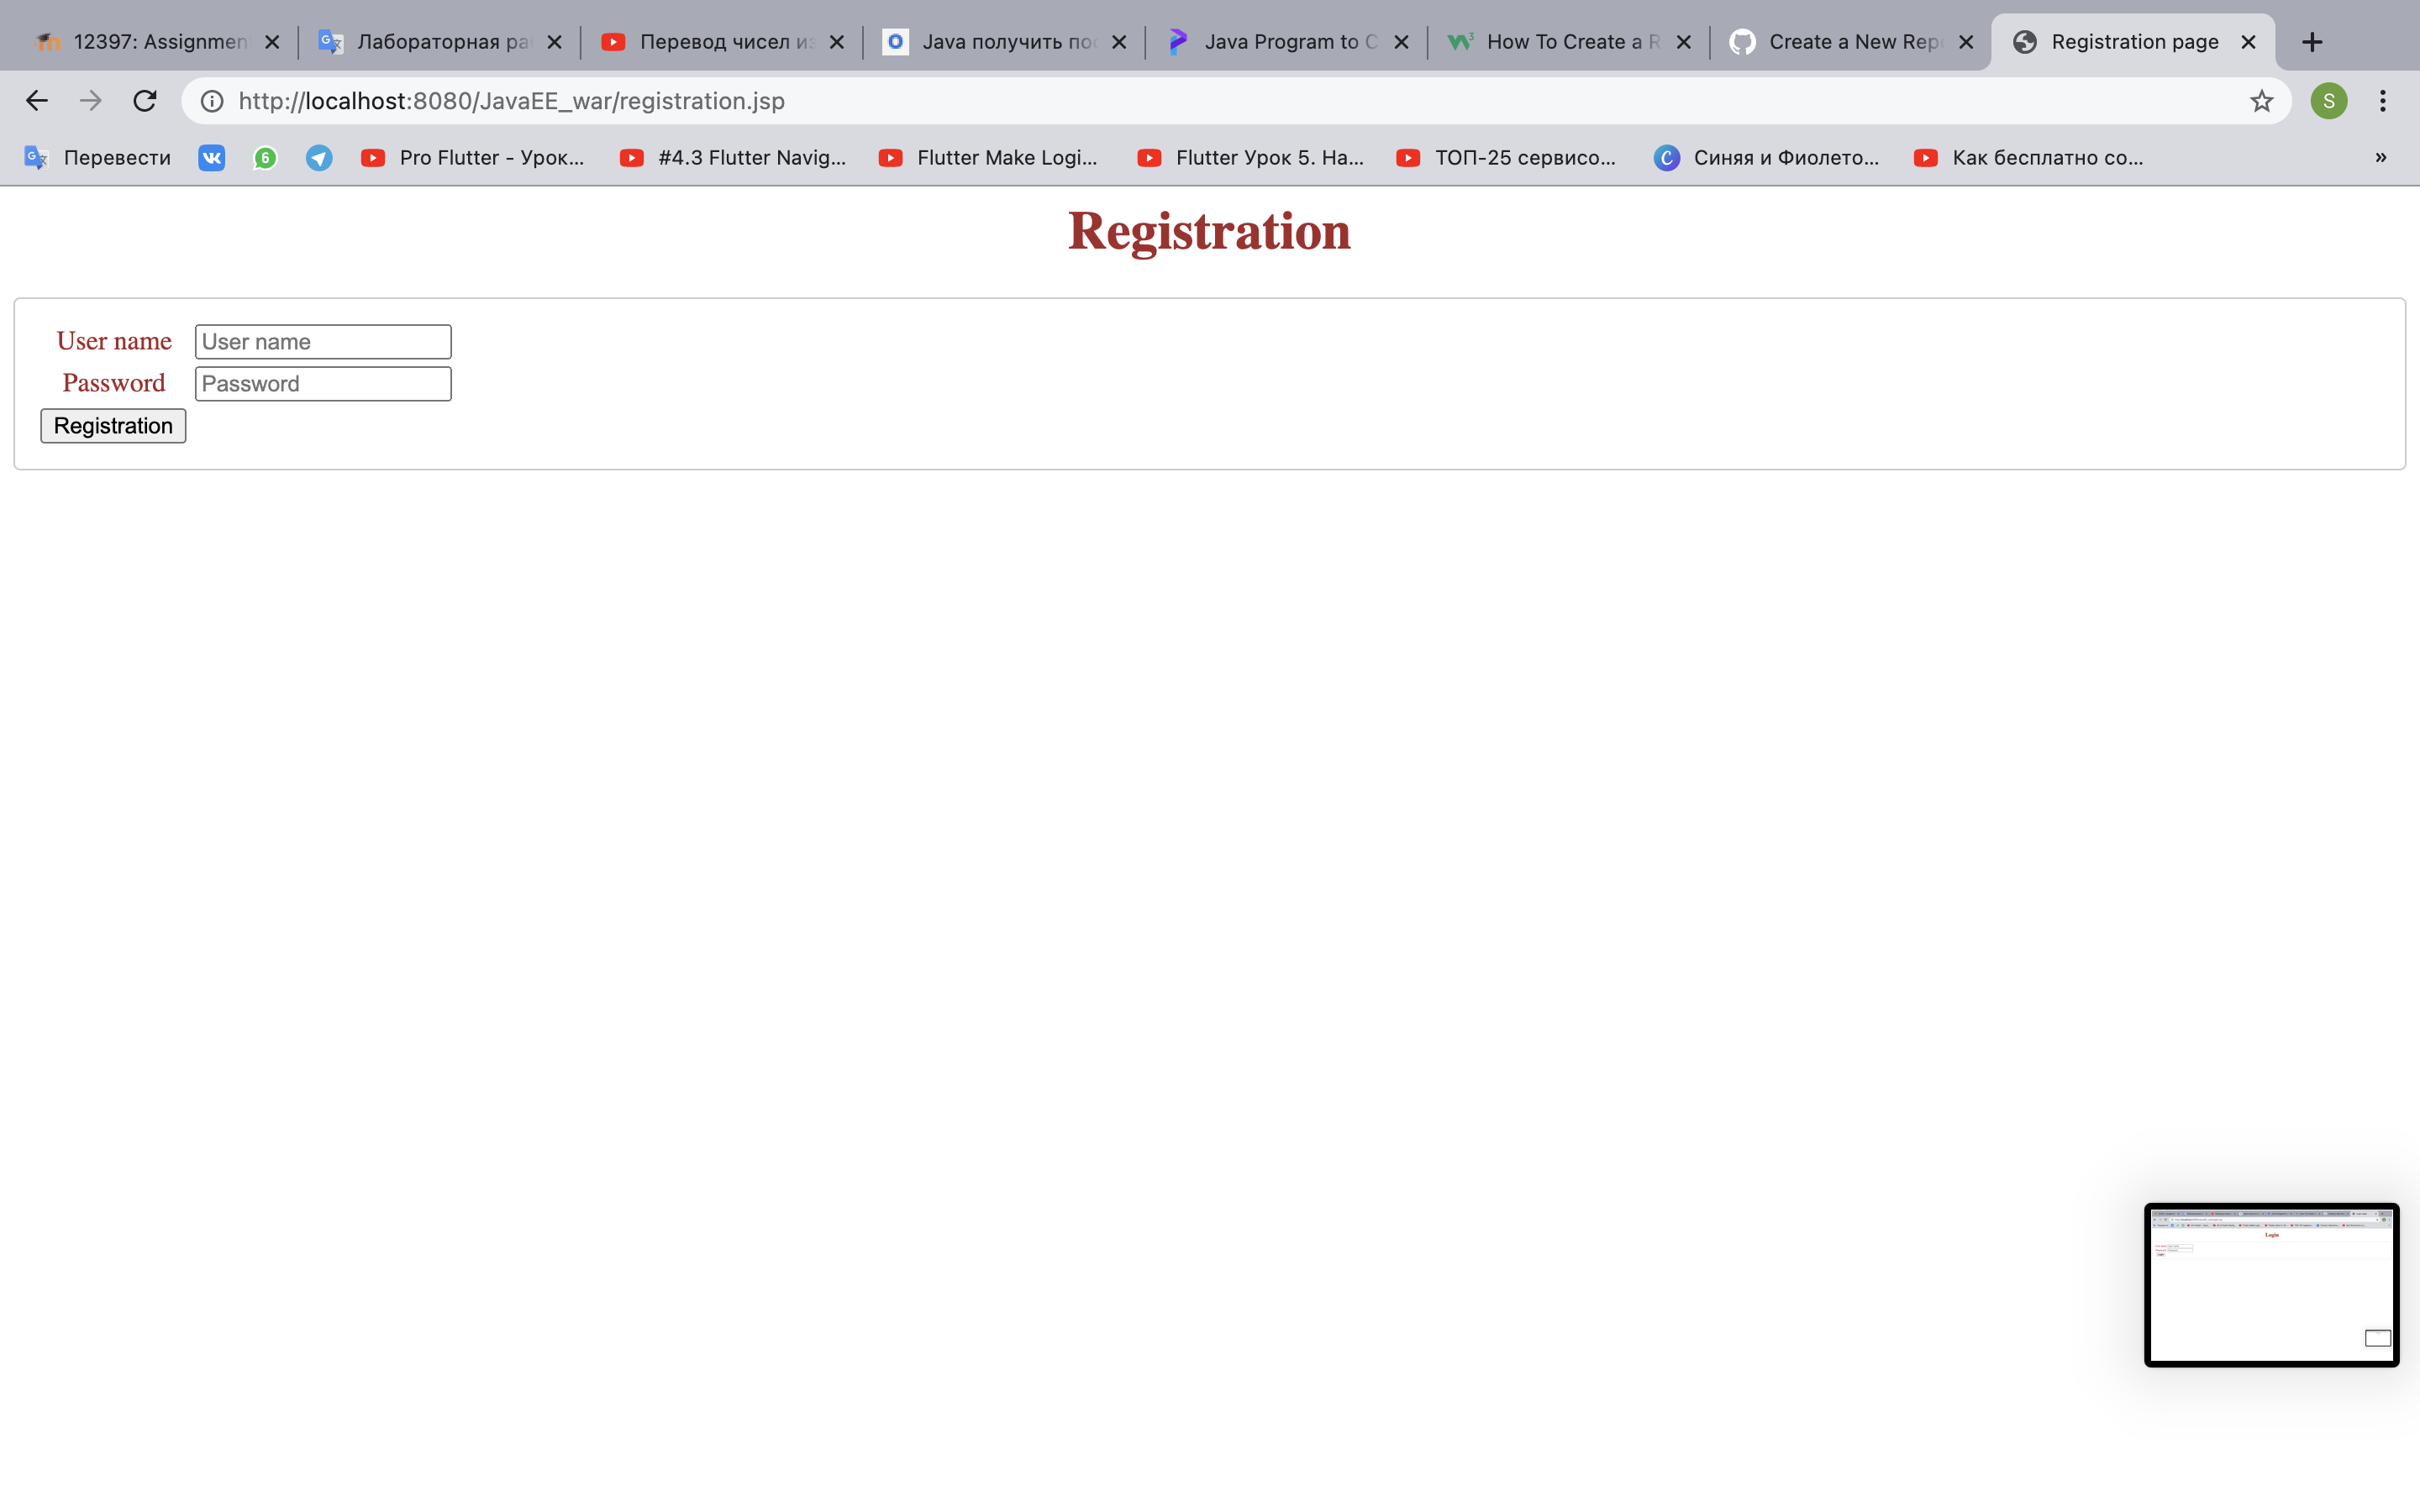 12397: Assignmen
Лабораторная ра
Перевод чисел из
Java получить пос
Java Program to C
How To Create a R
Create a New Rep
Registration page
http://localhost:8080/JavaEE_war/registration.jsp
S
Перевести
6
Pro Flutter - Урок...
#4.3 Flutter Navig...
Flutter Make Logi...
Flutter Урок 5. На...
ТОП-25 сервисо...
Синяя и Фиолето...
Как бесплатно со...
»
Registration
User name
User name
Password
Password
Registration
Login